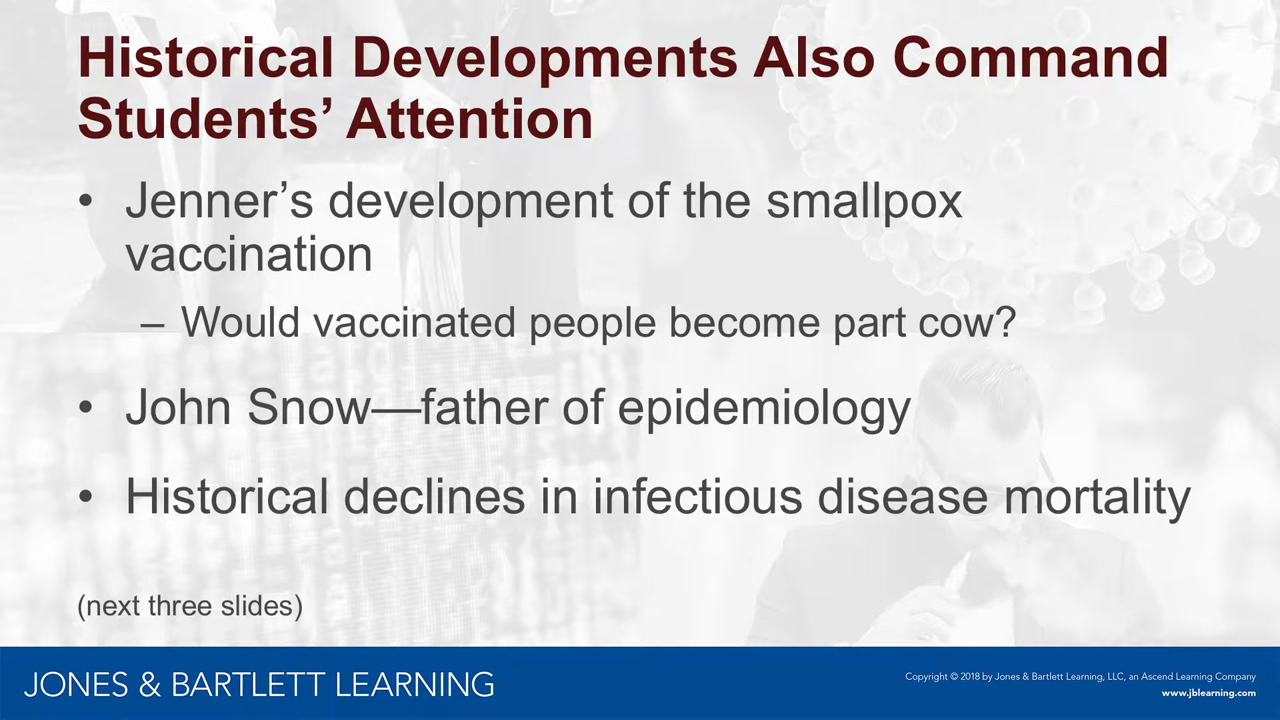 Historical Developments Also Command
Students’ Attention
• Jenner’s development of the smallpox
vaccination
– Would vaccinated people become part cow?
• John Snow—father of epidemiology
• Historical declines in infectious disease mortality
(next three slides)
JONES & BARTLETT LEARNING
Copyright © 2018 by Jones & Bartlett Learning, LLC, an Ascend Learning Company
www.jblearning.com